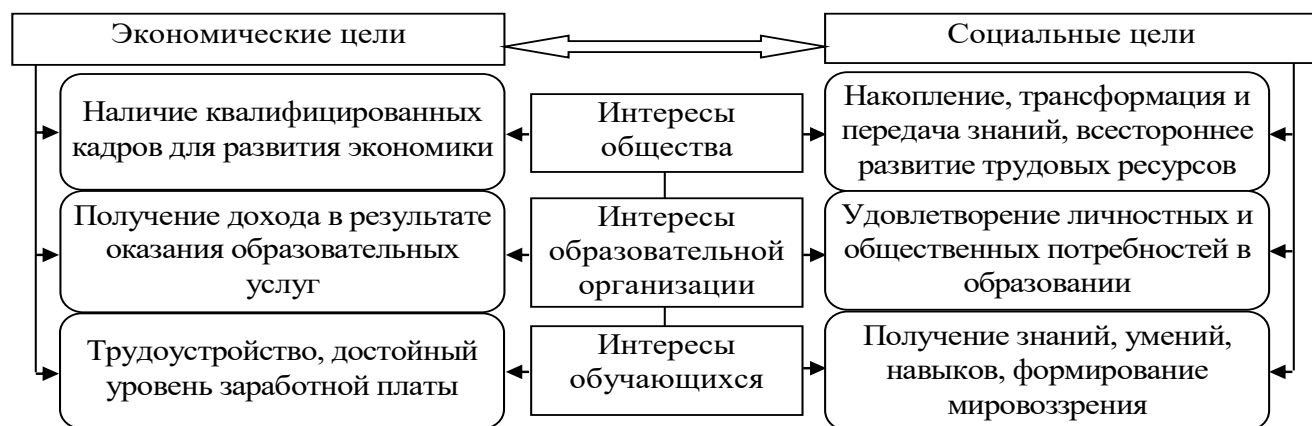 Экономические цели
Социальные цели
Наличие квалифицированных
кадров для развития экономики
Интересы
общества
Накопление, трансформация и
передача знаний, всестороннее
развитие трудовых ресурсов
Получение дохода в результате
оказания образовательных
услуг
Интересы
образовательной
организации
Удовлетворение личностных и
общественных потребностей в
образовании
Трудоустройство, достойный
уровень заработной платы
Интересы
обучающихся
Получение знаний, умений,
навыков, формирование
мировоззрения